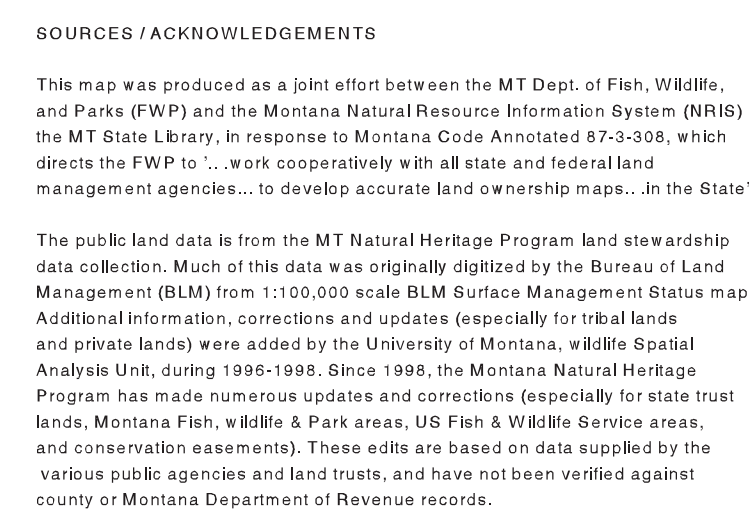 SOURCES / ACKNOWLEDGEMENTS
This map was produced as a joint effort between the MT Dept. of Fish, Wildlife,
and Parks (FWP) and the Montana Natural Resource Information System (NRIS)
the MT State Library, in response to Montana Code Annotated 87-3-308, which
directs the FWP to '...work cooperatively with all state and federal land
management agencies... to develop accurate land ownership maps...in the State'
The public land data is from the MT Natural Heritage Program land stewardship
data collection. Much of this data was originally digitized by the Bureau of Land
Management (BLM) from 1:100,000 scale BLM Surface Management Status map
Additional information, corrections and updates (especially for tribal lands
and private lands) were added by the University of Montana, wildlife Spatial
Analysis Unit, during 1996-1998. Since 1998, the Montana Natural Heritage
Program has made numerous updates and corrections (especially for state trust
lands, Montana Fish, wildlife & Park areas, US Fish & Wildlife Service areas,
and conservation easements). These edits are based on data supplied by the
various public agencies and land trusts, and have not been verified against
county or Montana Department of Revenue records.